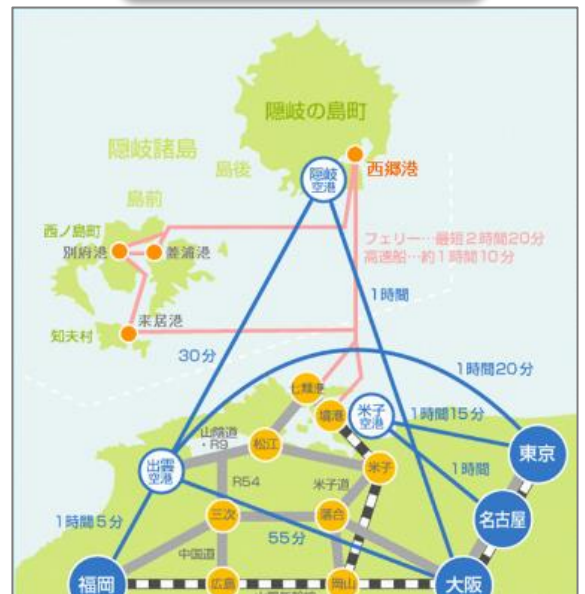 隠岐の島町
隠岐諸島
島後
隠岐
空港
西郷港
島前
西ノ島町
別府港
菱浦港
フェリー…最短2時間20分
高速船…約1時間10分
来居港
知夫村
1時間
30分
1時間20分
七類港
境港
米子
空港
1時間15分
山陰道
・R9
松江
出雲
空港
米子
東京
1時間
R54
米子道
三次
落合
名古屋
1時間5分
55分
中国道
福岡
広島
岡山
大阪